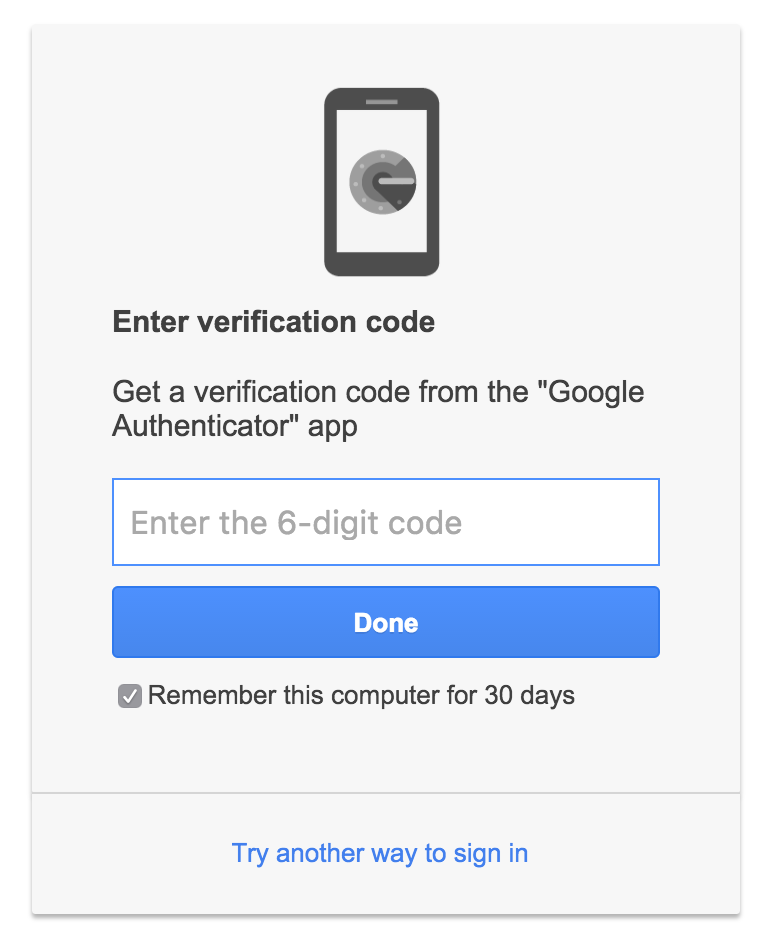 Enter verification code
Get a verification code from the "Google
Authenticator" app
Enter the 6-digit code
Done
Remember this computer for 30 days
Try another way to sign in